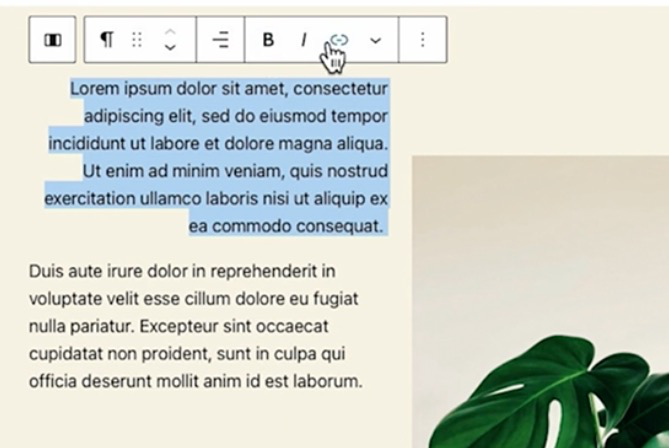 B I
Lorem ipsum dolor sit amet, consectetur
adipiscing elit, sed do eiusmod tempor
incididunt ut labore et dolore magna aliqua.
Ut enim ad minim veniam, quis nostrud
exercitation ullamco laboris nisi ut aliquip ex
ea commodo consequat.
Duis aute irure dolor in reprehenderit in
voluptate velit esse cillum dolore eu fugiat
nulla pariatur. Excepteur sint occaecat
cupidatat non proident, sunt in culpa qui
officia deserunt mollit anim id est laborum.